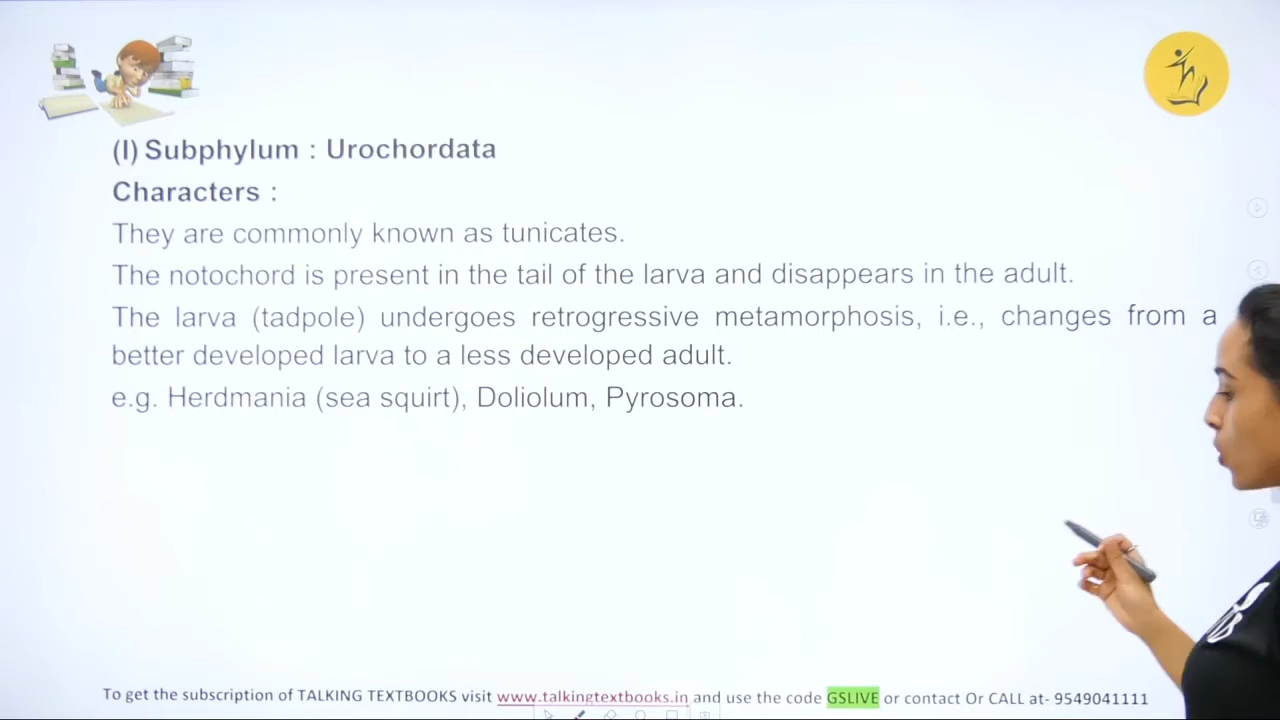 (I) Subphylum : Urochordata
Characters :
They are commonly known as tunicates.
The notochord is present in the tail of the larva and disappears in the adult.
The larva (tadpole) undergoes retrogressive metamorphosis, i.e., changes from a
better developed larva to a less developed adult.
e.g. Herdmania (sea squirt), Doliolum, Pyrosoma.
To get the subscription of TALKING TEXTBOOKS visit www.talkingtextbooks.in and use the code GSLIVE or contact Or CALL at- 9549041111